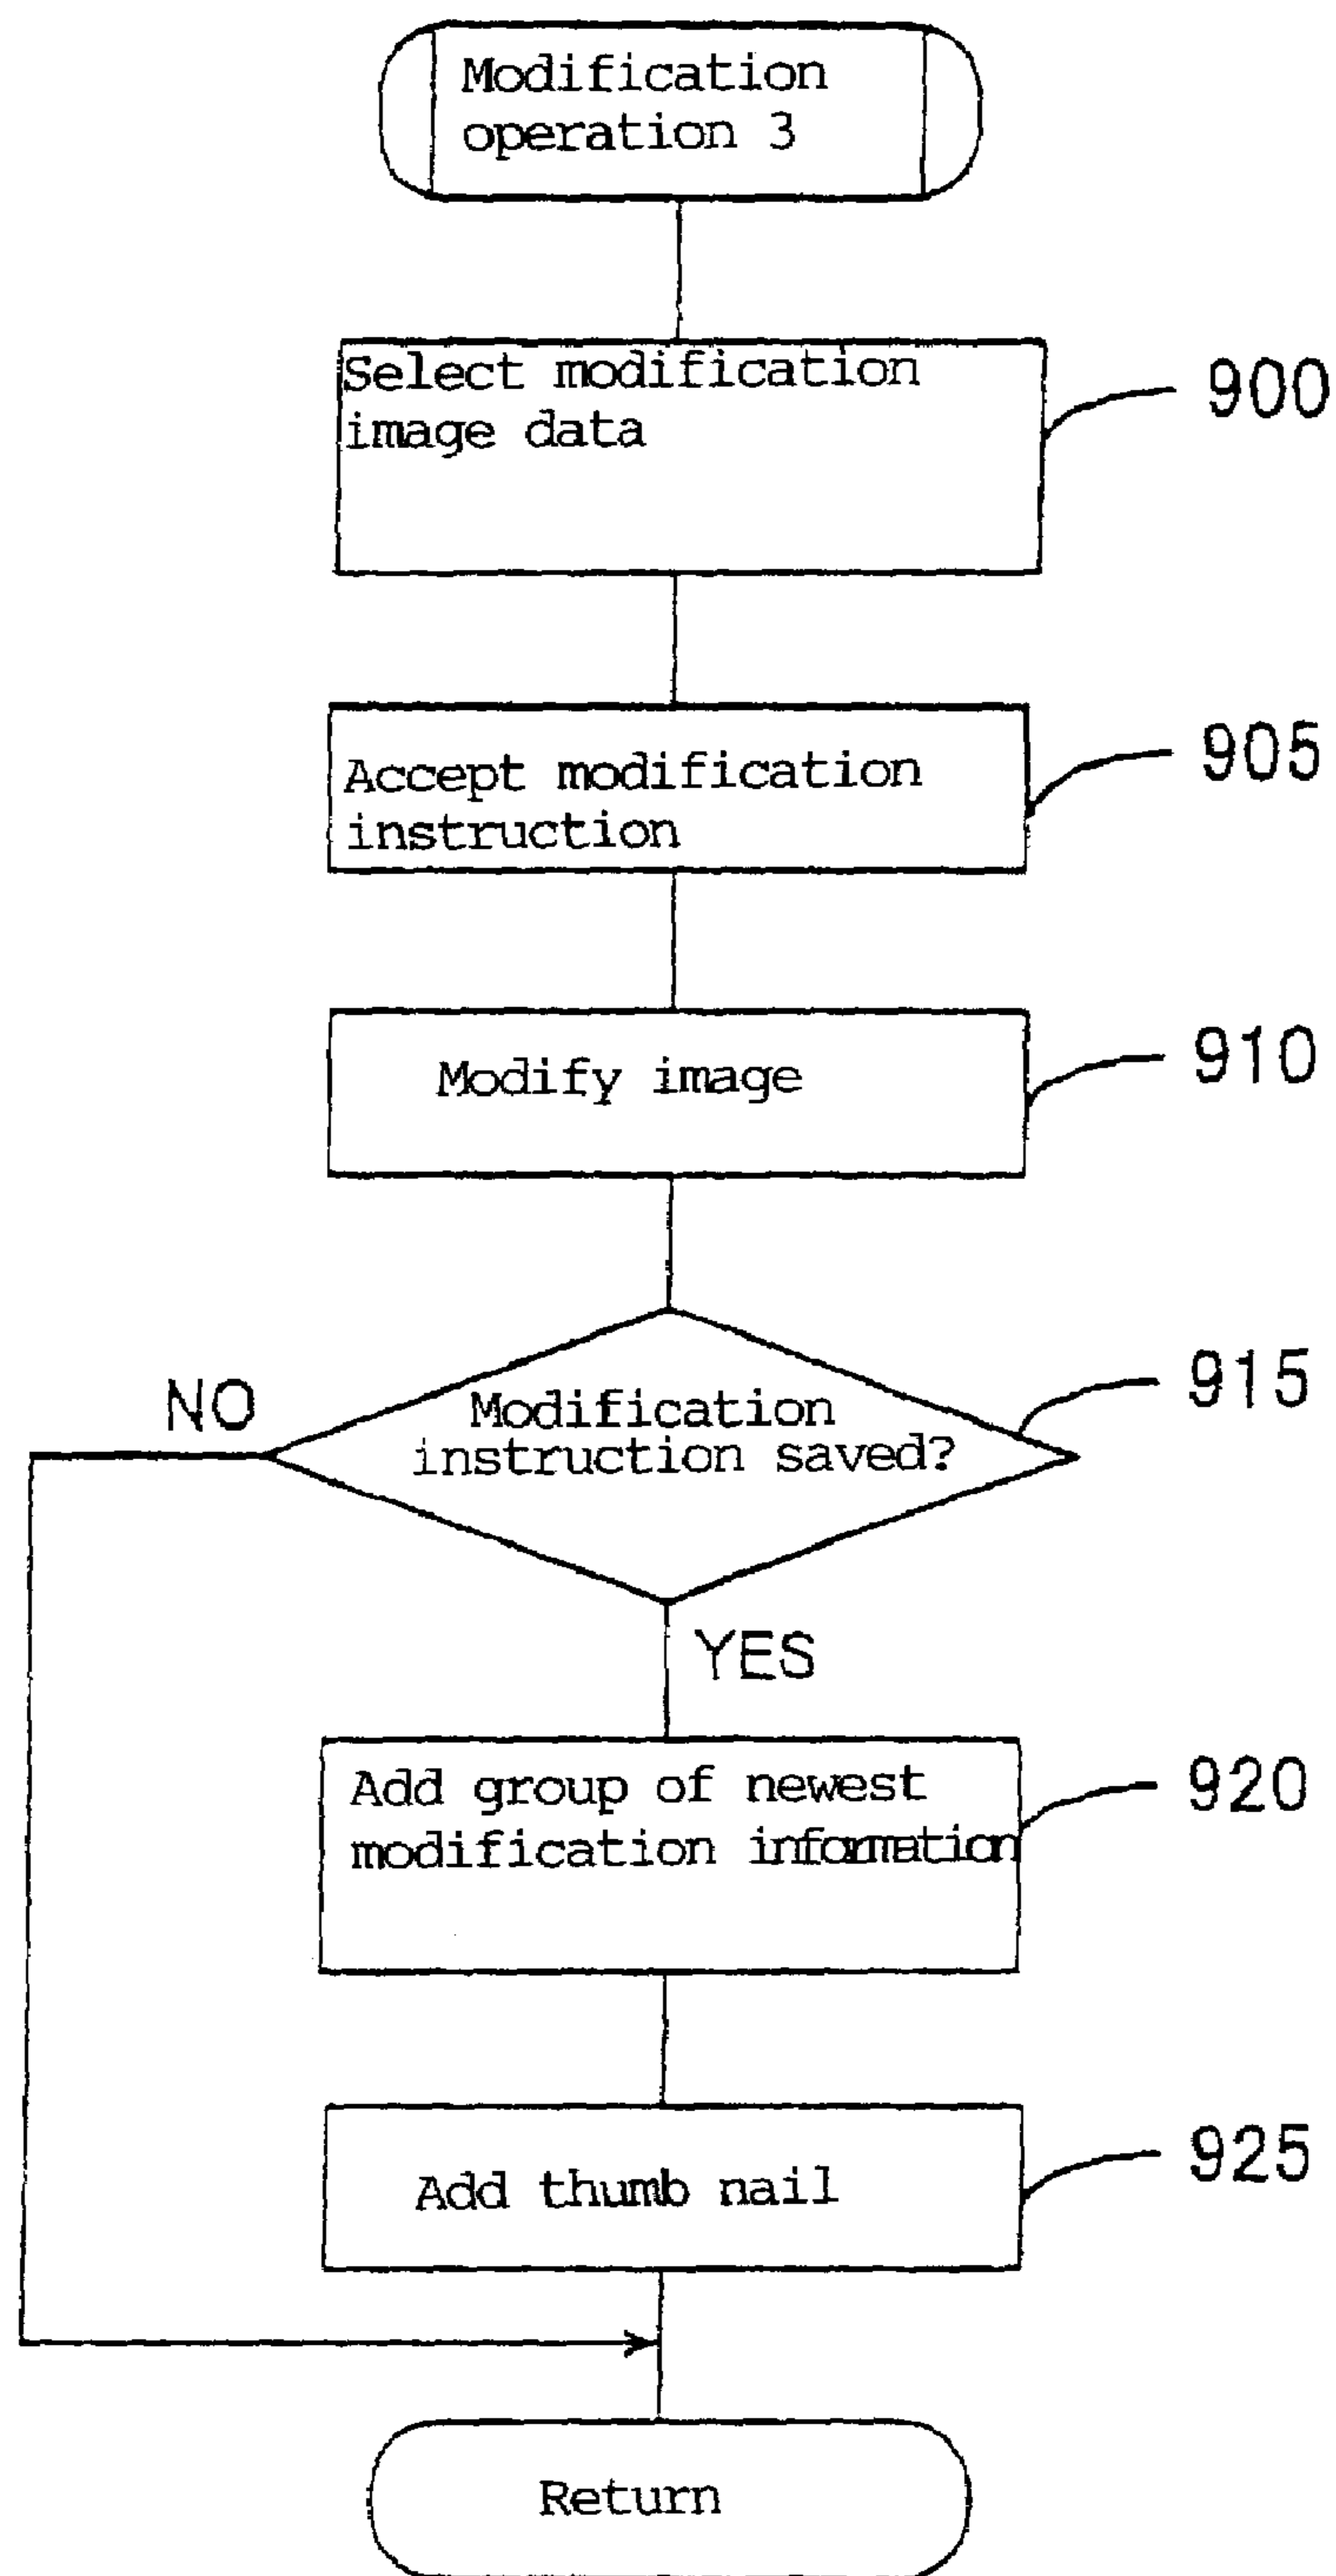 Modification
operation 3
Select modification
image data
900
Accept modification
instruction
905
Modify image
910
NO
Modification
instruction saved?
915
YES
Add group of newest
modification information
920
Add thumb nail
925
Return